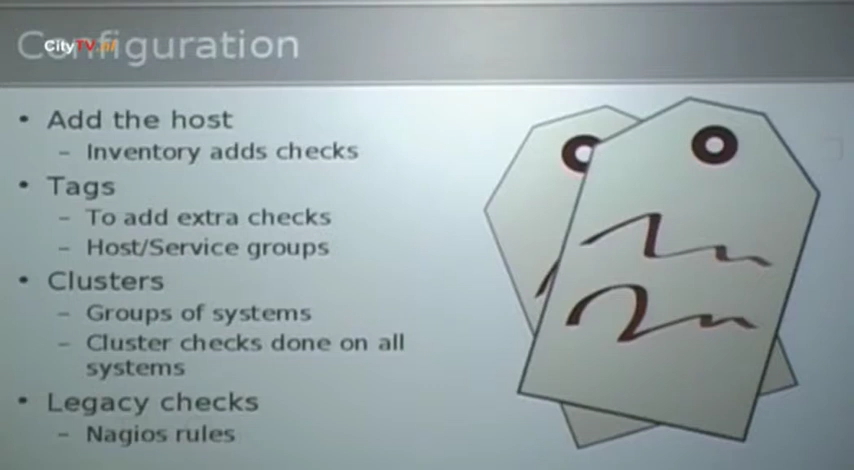 Configuration
CityTV.nl
• Add the host
– Inventory adds checks
• Tags
– To add extra checks
– Host/Service groups
• Clusters
– Groups of systems
– Cluster checks done on all
systems
• Legacy checks
– Nagios rules